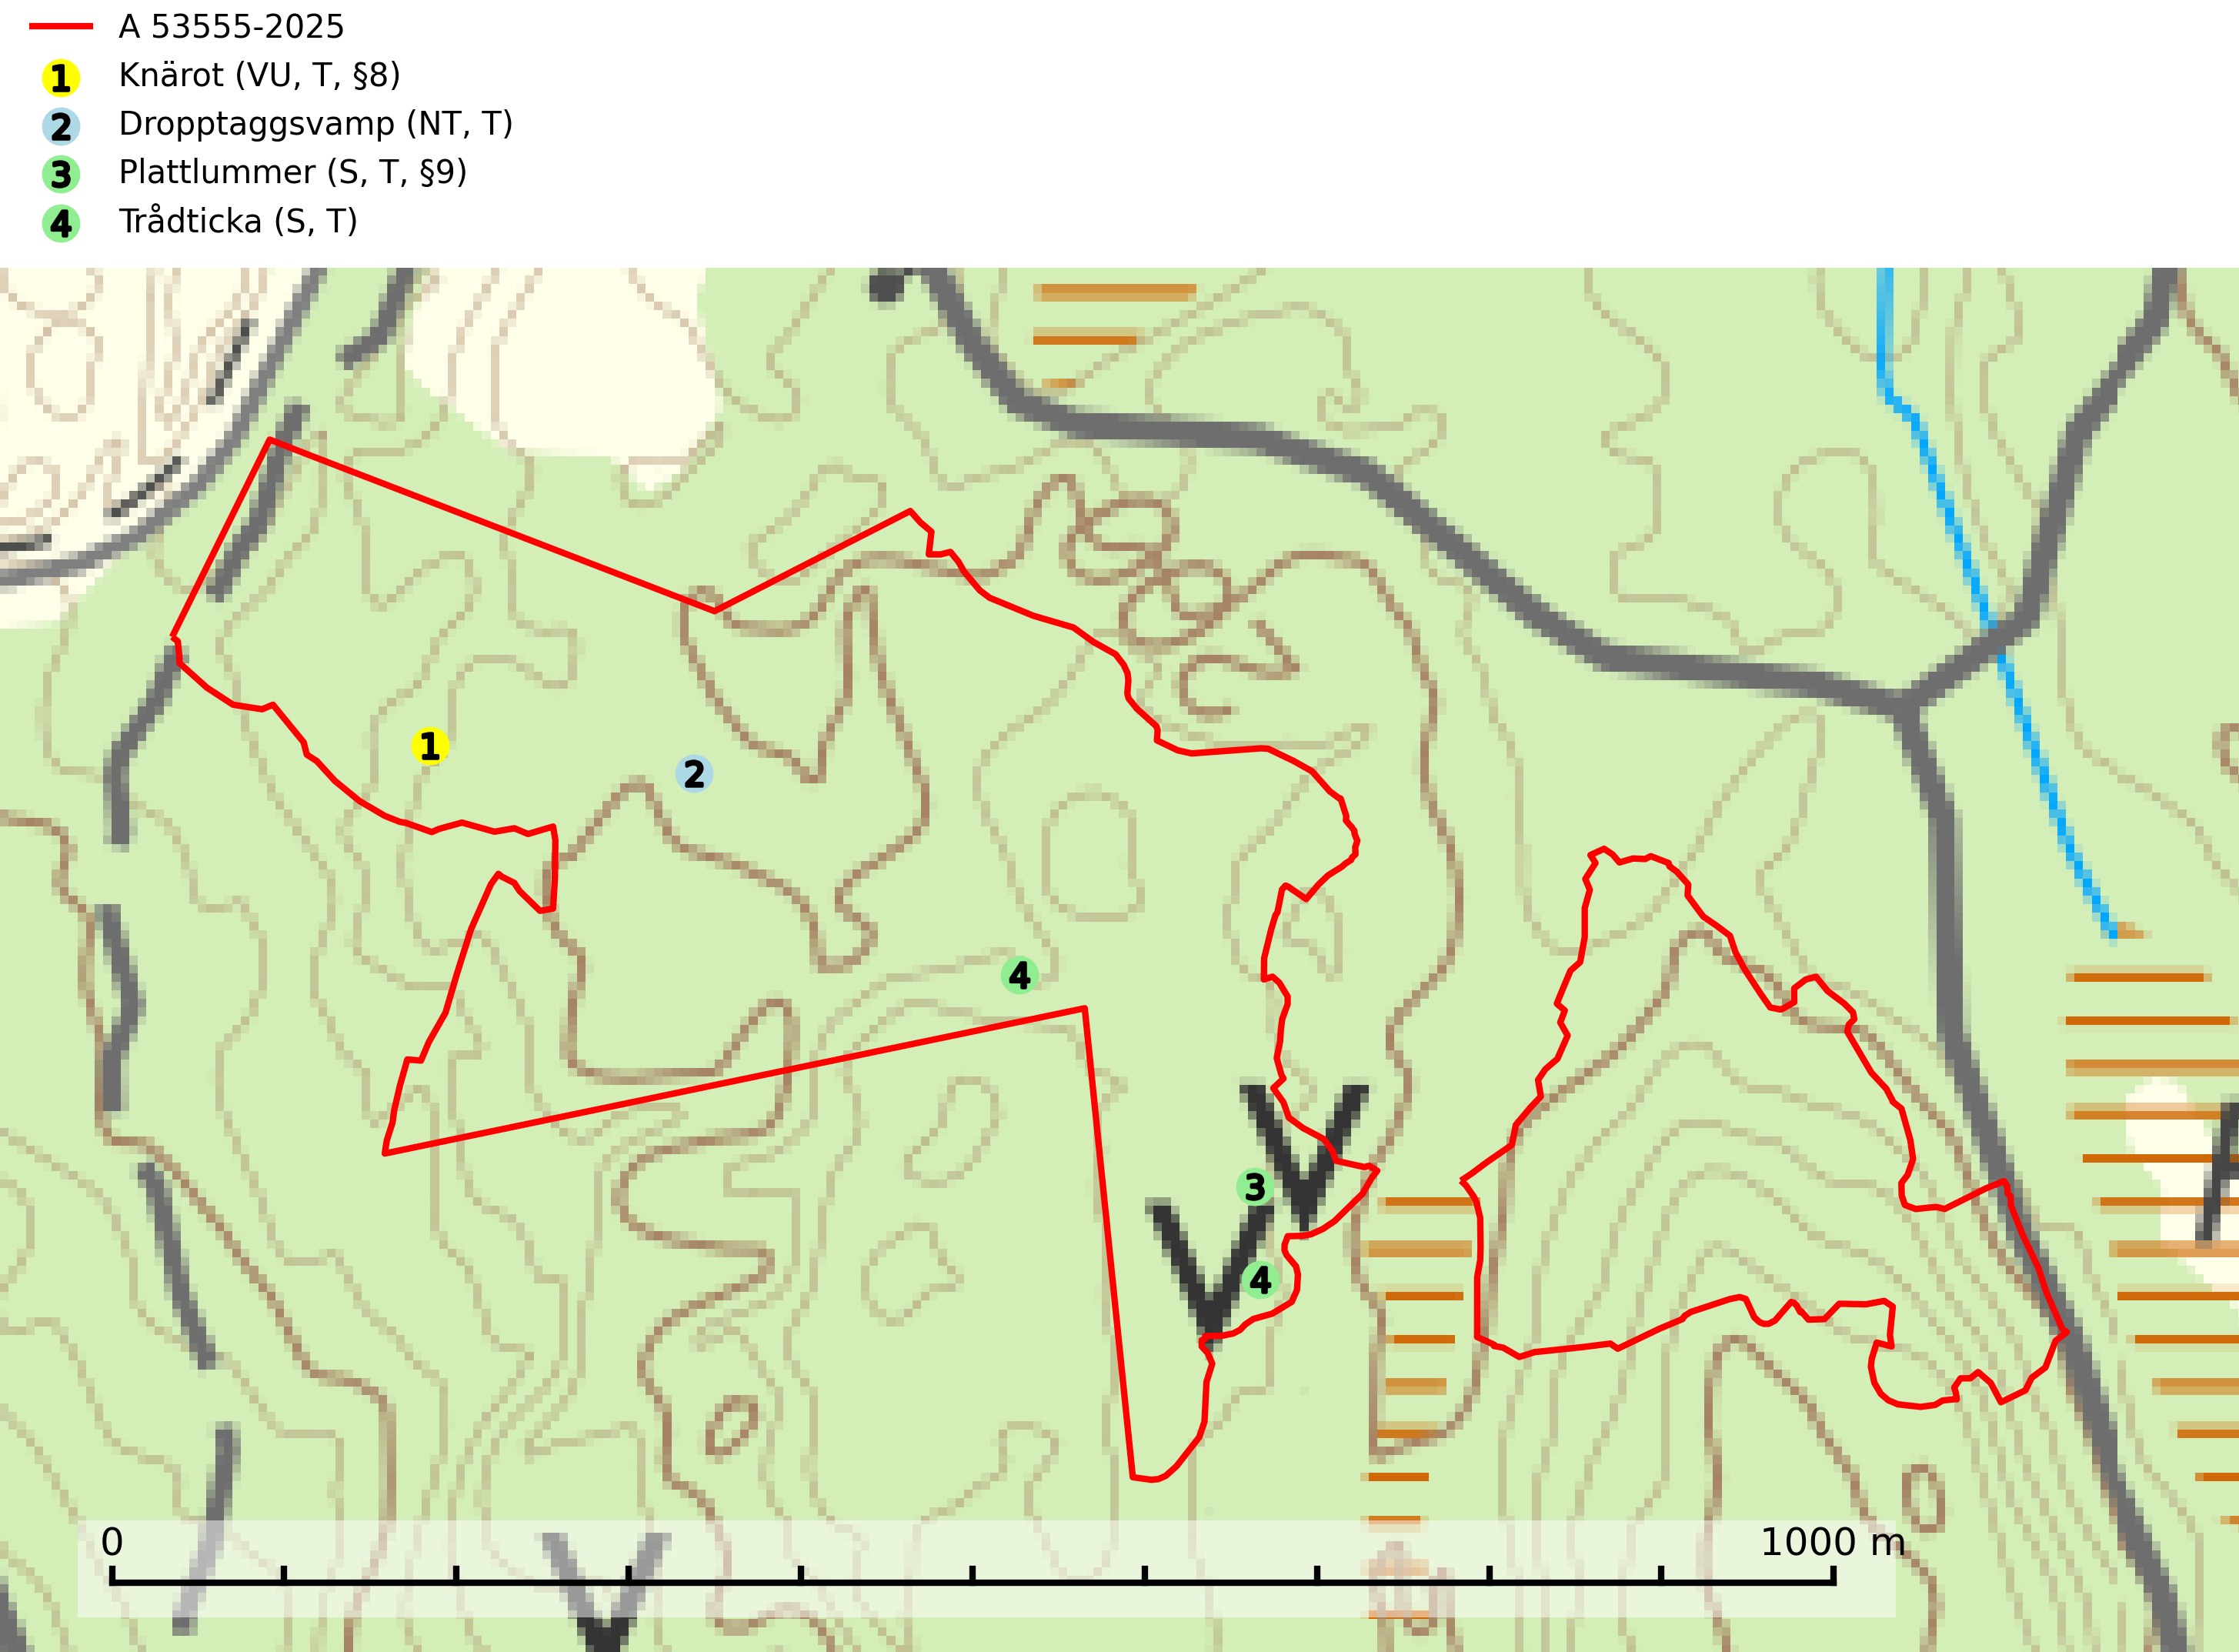 A 53555-2025
1 Knärot (VU, T, §8)
2 Dropptaggsvamp (NT, T)
3 Plattlummer (S, T, §9)
4 Trådticka (S, T)
1
2
4
3
4
0 1000 m